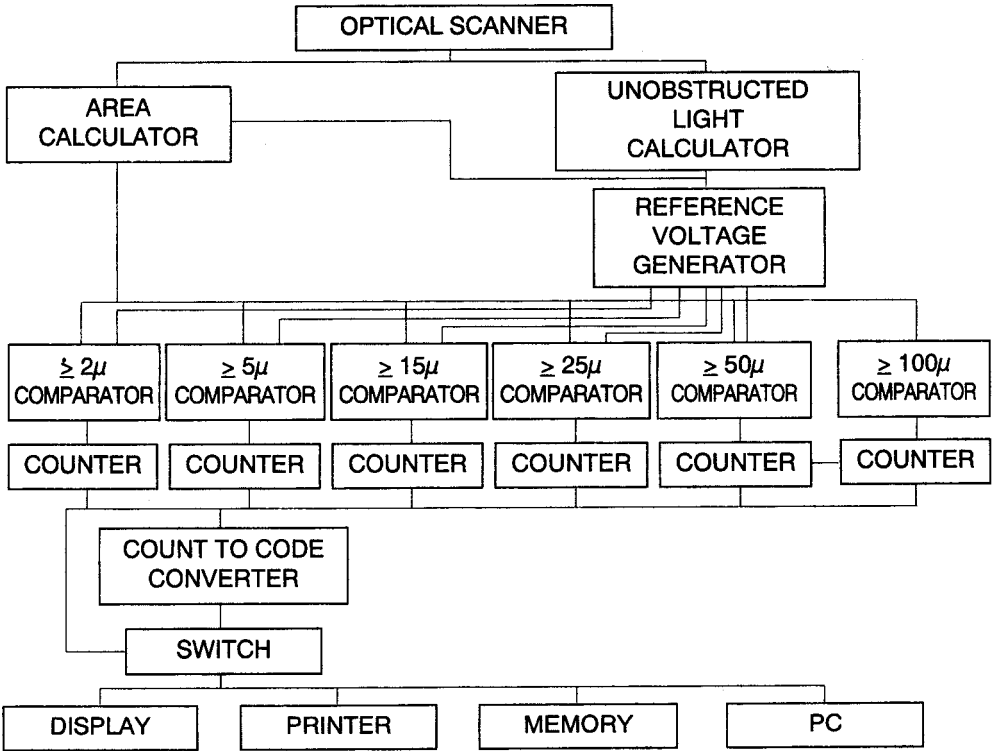 OPTICAL SCANNER
AREA
CALCULATOR
UNOBSTRUCTED
LIGHT
CALCULATOR
REFERENCE
VOLTAGE
GENERATOR
≥ 2μ
COMPARATOR
≥ 5μ
COMPARATOR
≥ 15μ
COMPARATOR
≥ 25μ
COMPARATOR
≥ 50μ
COMPARATOR
≥ 100μ
COMPARATOR
COUNTER
COUNTER
COUNTER
COUNTER
COUNTER
COUNTER
COUNT TO CODE
CONVERTER
SWITCH
DISPLAY
PRINTER
MEMORY
PC